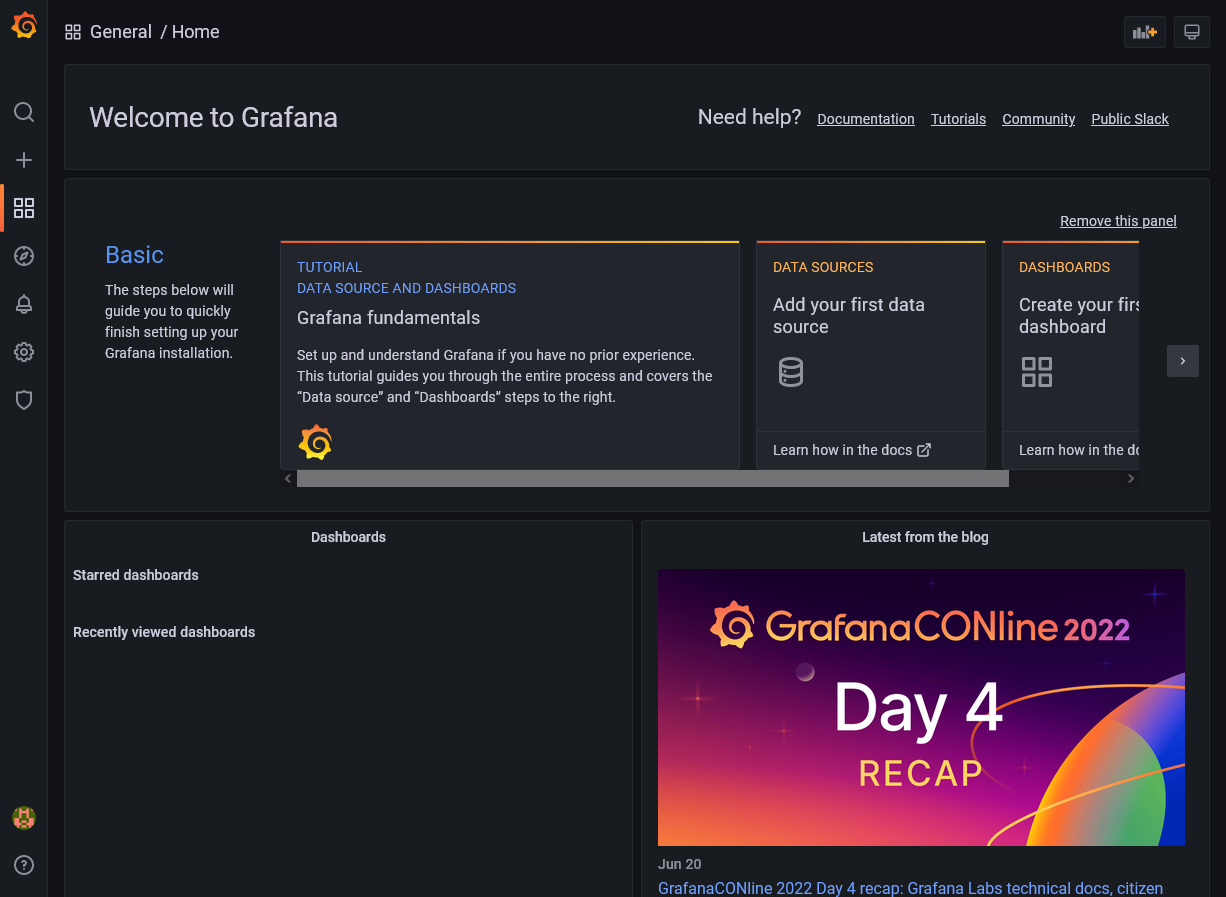 General / Home
Welcome to Grafana
Need help?
Documentation
Tutorials
Community
Public Slack
Remove this panel
Basic
The steps below will
guide you to quickly
finish setting up your
Grafana installation.
TUTORIAL
DATA SOURCE AND DASHBOARDS
Grafana fundamentals
Set up and understand Grafana if you have no prior experience.
This tutorial guides you through the entire process and covers the
“Data source” and “Dashboards” steps to the right.
DATA SOURCES
Add your first data
source
Learn how in the docs
DASHBOARDS
Create your firs
dashboard
Learn how in the do
Dashboards
Starred dashboards
Recently viewed dashboards
Latest from the blog
GrafanaCONline 2022
Day 4
RECAP
Jun 20
GrafanaCONline 2022 Day 4 recap: Grafana Labs technical docs, citizen